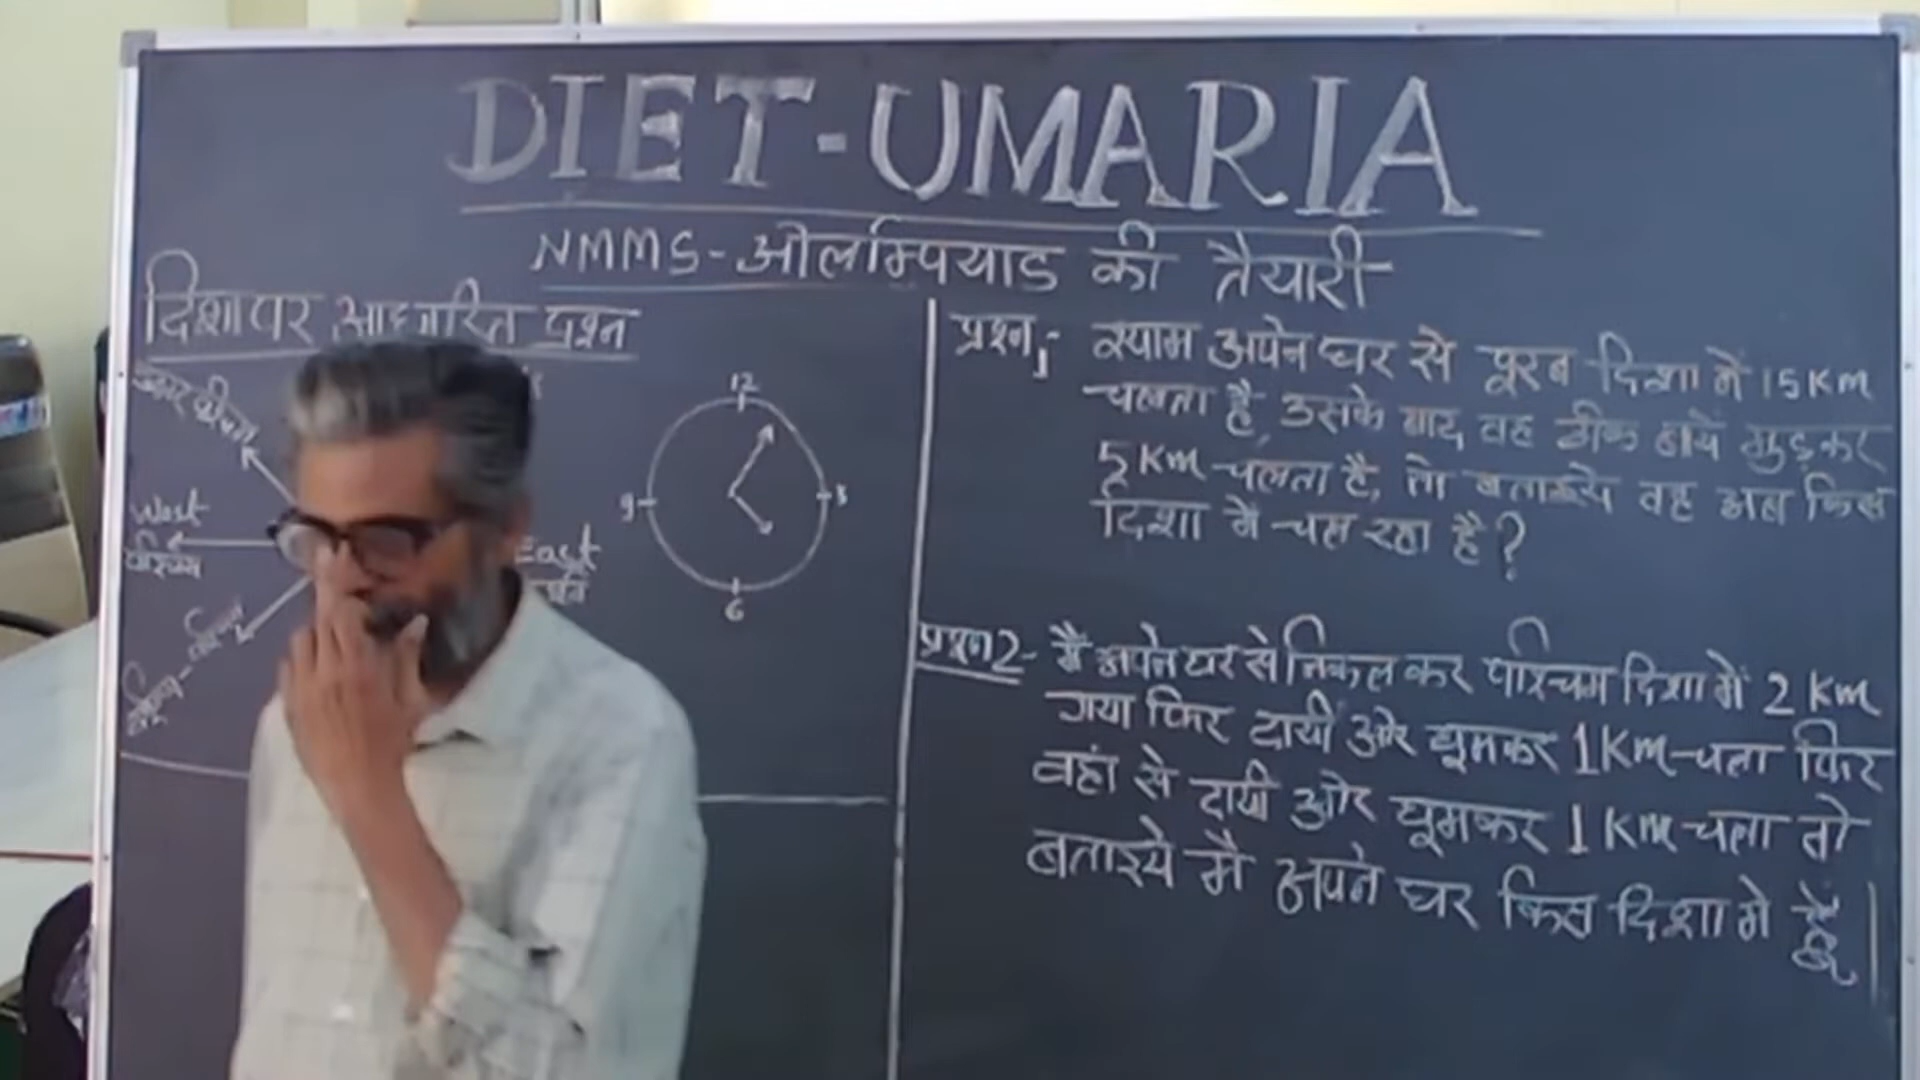 DIET-UMARIA
NMMS-ओलम्पियाड की तैयारी
दिशा पर आधारित प्रश्न
West
पश्चिम
East
12
3
6
9
प्रश्न1- श्याम अपने घर से पूरब दिशा में 15 KM
चलता है, उसके बाद वह ठीक बायें मुड़कर
5 KM चलता है, तो बताइये वह अब किस
दिशा में चल रहा है?
प्रश्न2- मैं अपने घर से निकल कर पश्चिम दिशा में 2 KM
गया फिर दायीं ओर घूमकर 1 KM चला फिर
वहां से दायी ओर घूमकर 1 KM चला तो
बताइये मै अपने घर किस दिशा मे हूँ